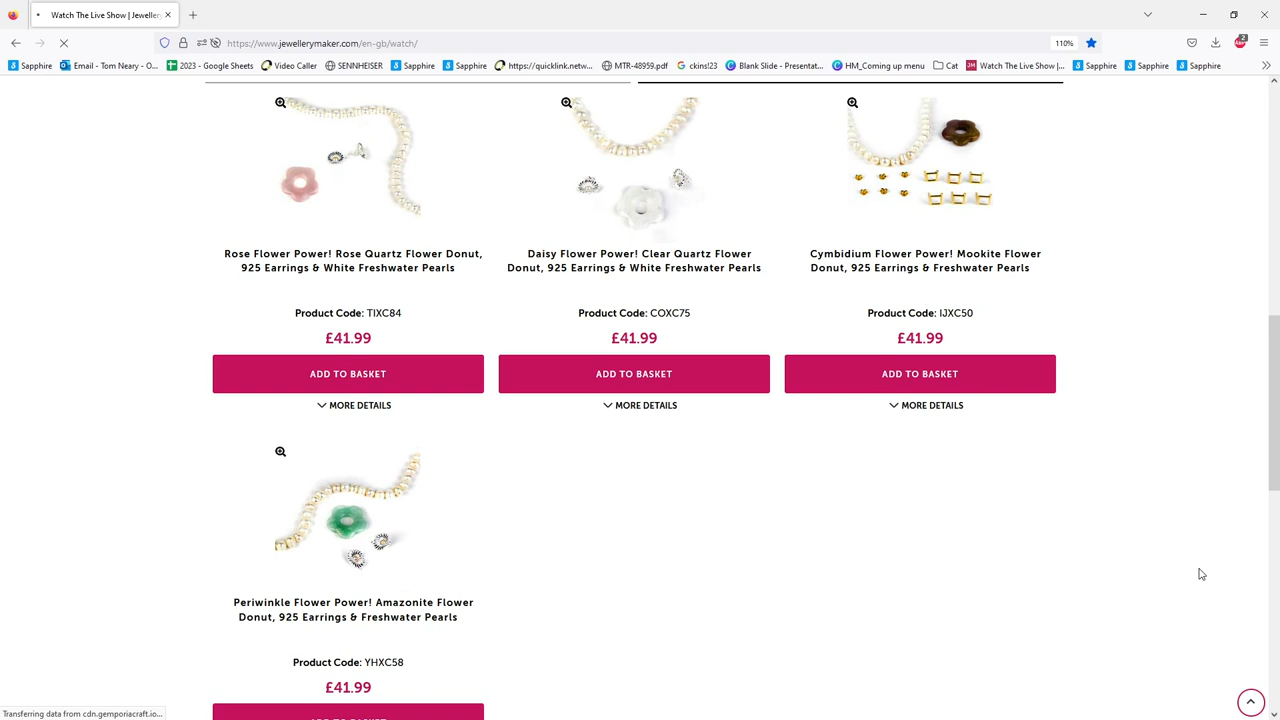 Watch The Live Show | Jeweller
https://www.jewellerymaker.com/en-gb/watch/
110%
2
Sapphire
Email - Tom Neary - O...
2023 - Google Sheets
Video Caller
SENNHEISER
Sapphire
Sapphire
https://quicklink.netw...
MTR-48959.pdf
ckins!23
Blank Slide - Presentat...
HM_Coming up menu
Cat
Watch The Live Show |...
Sapphire
Sapphire
Sapphire
Rose Flower Power! Rose Quartz Flower Donut,
925 Earrings & White Freshwater Pearls
Product Code: TIXC84
£41.99
ADD TO BASKET
MORE DETAILS
Daisy Flower Power! Clear Quartz Flower
Donut, 925 Earrings & White Freshwater Pearls
Product Code: COXC75
£41.99
ADD TO BASKET
MORE DETAILS
Cymbidium Flower Power! Mookite Flower
Donut, 925 Earrings & Freshwater Pearls
Product Code: IJXC50
£41.99
ADD TO BASKET
MORE DETAILS
Periwinkle Flower Power! Amazonite Flower
Donut, 925 Earrings & Freshwater Pearls
Product Code: YHXC58
£41.99
Transferring data from cdn.gemporiacraft.io...